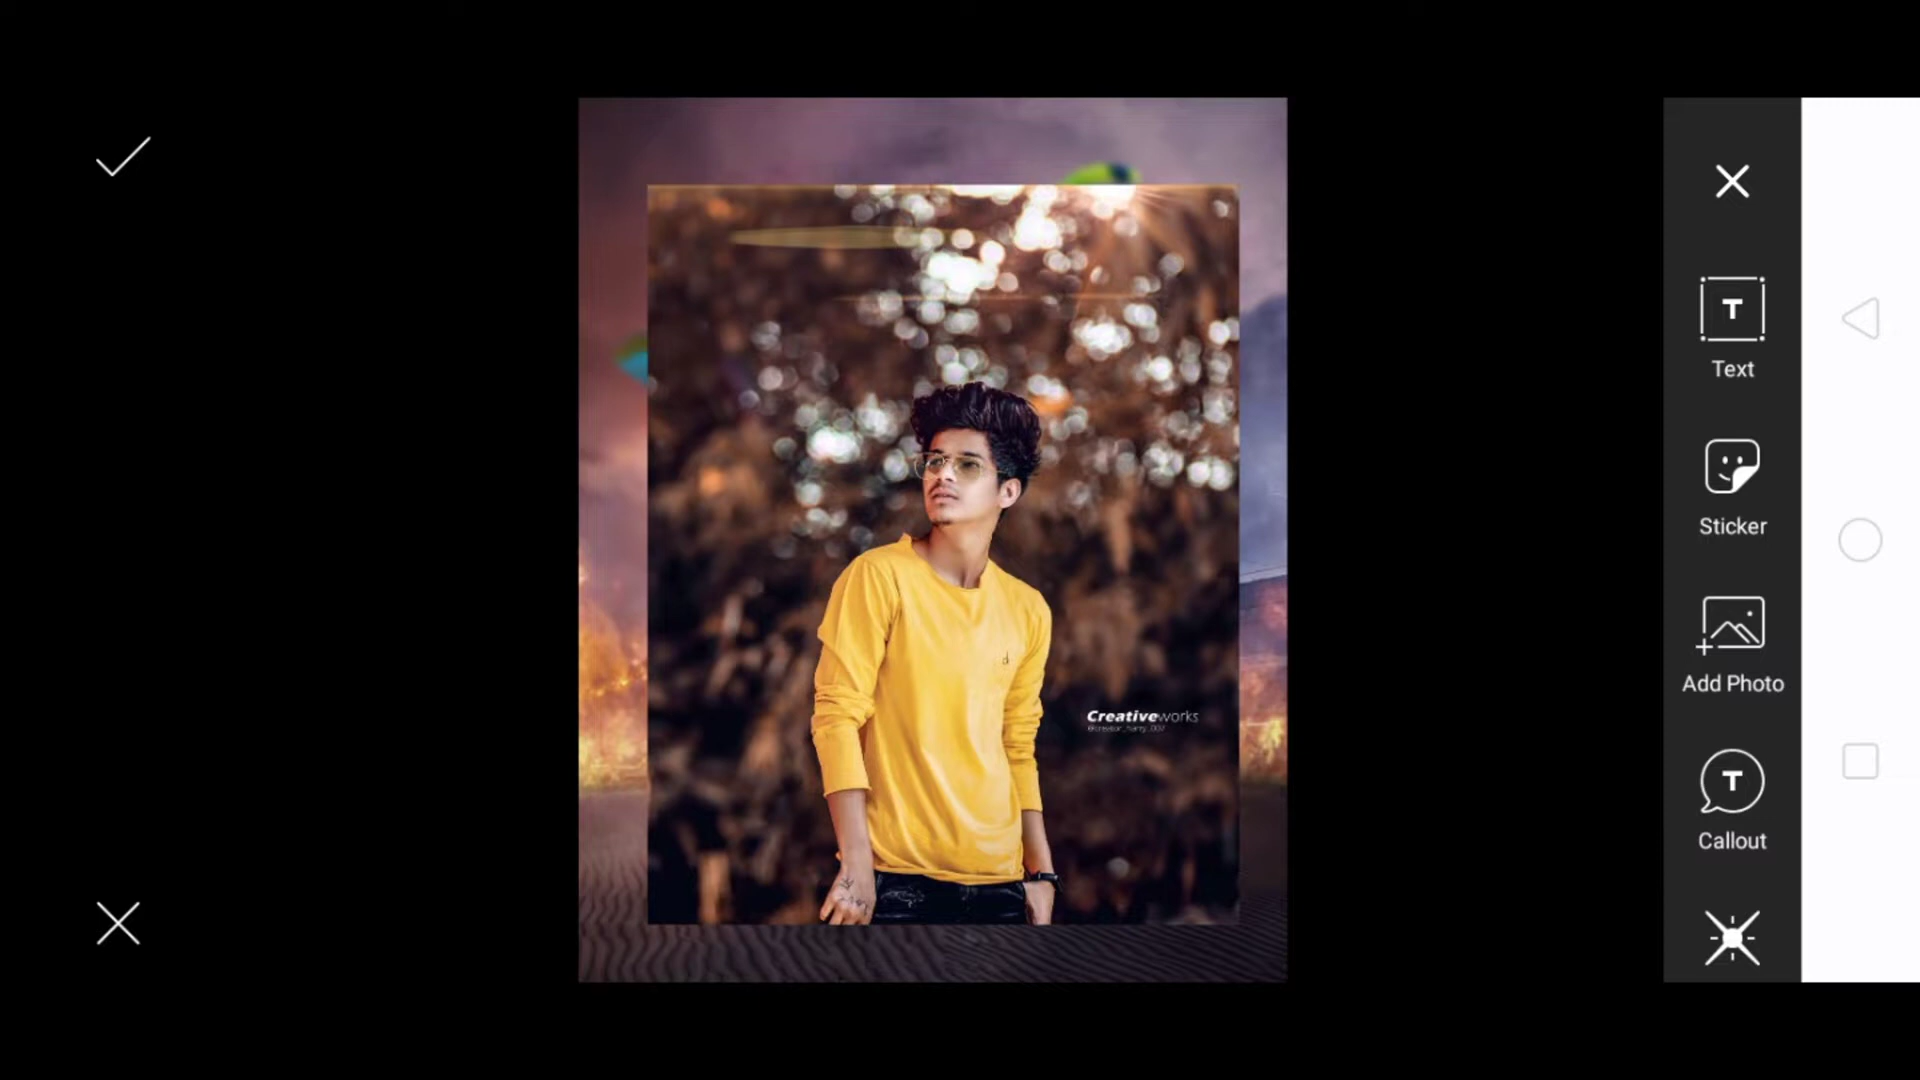 T
Text
Sticker
Add Photo
T
Callout
Creativeworks